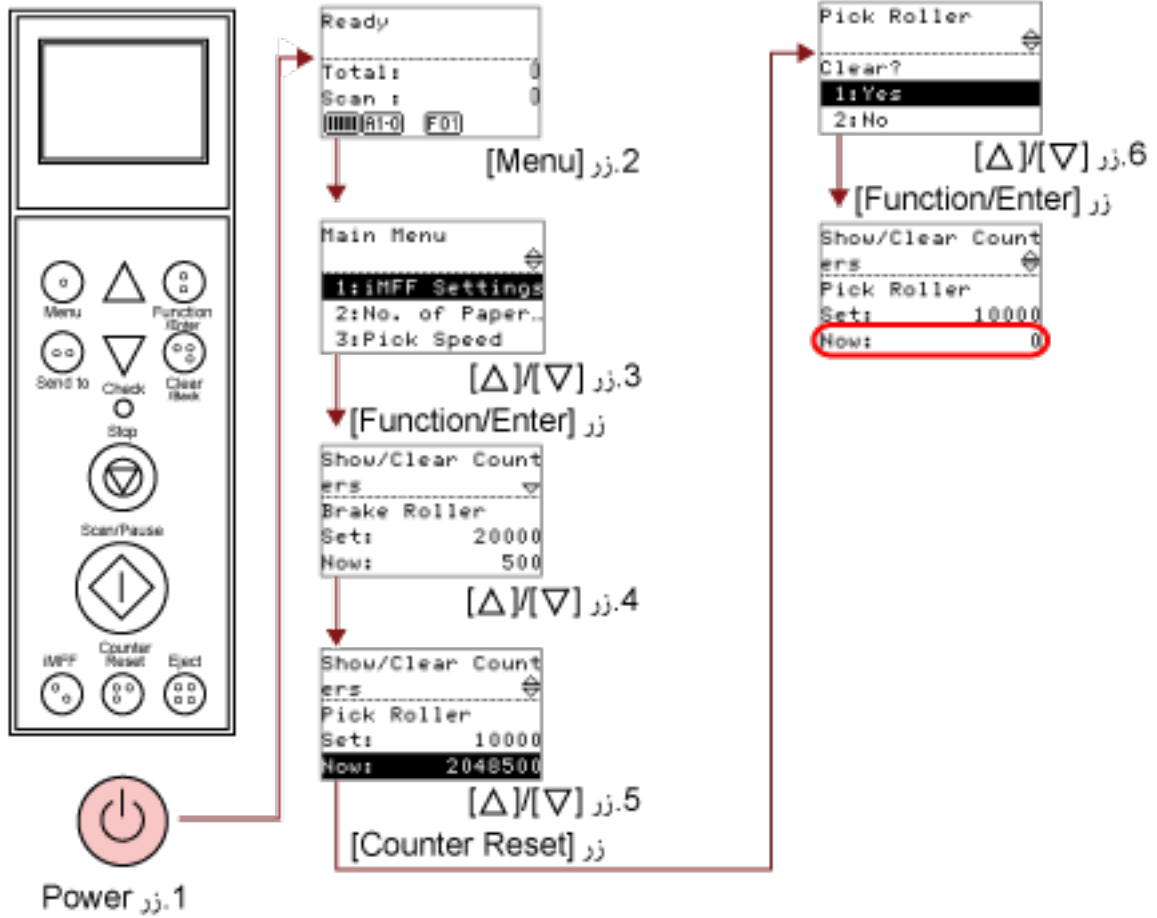 Menu
Function
/Enter
Send to
Check
Clear
/Back
Stop
Scan/Pause
iMFF
Counter
Reset
Eject
1.زر Power
Ready
Total: 0
Scan : 0
A1-0 F01
2.زر [Menu]
Main Menu
1:iMFF Settings
2:No. of Paper…
3:Pick Speed
3.زر [△]/[▽]
زر [Function/Enter]
Show/Clear Count
ers
Brake Roller
Set: 20000
Now: 500
4.زر [△]/[▽]
Show/Clear Count
ers
Pick Roller
Set: 10000
Now: 2048500
5.زر [△]/[▽]
زر [Counter Reset]
Pick Roller
Clear?
1:Yes
2:No
6.زر [△]/[▽]
زر [Function/Enter]
Show/Clear Count
ers
Pick Roller
Set: 10000
Now: 0